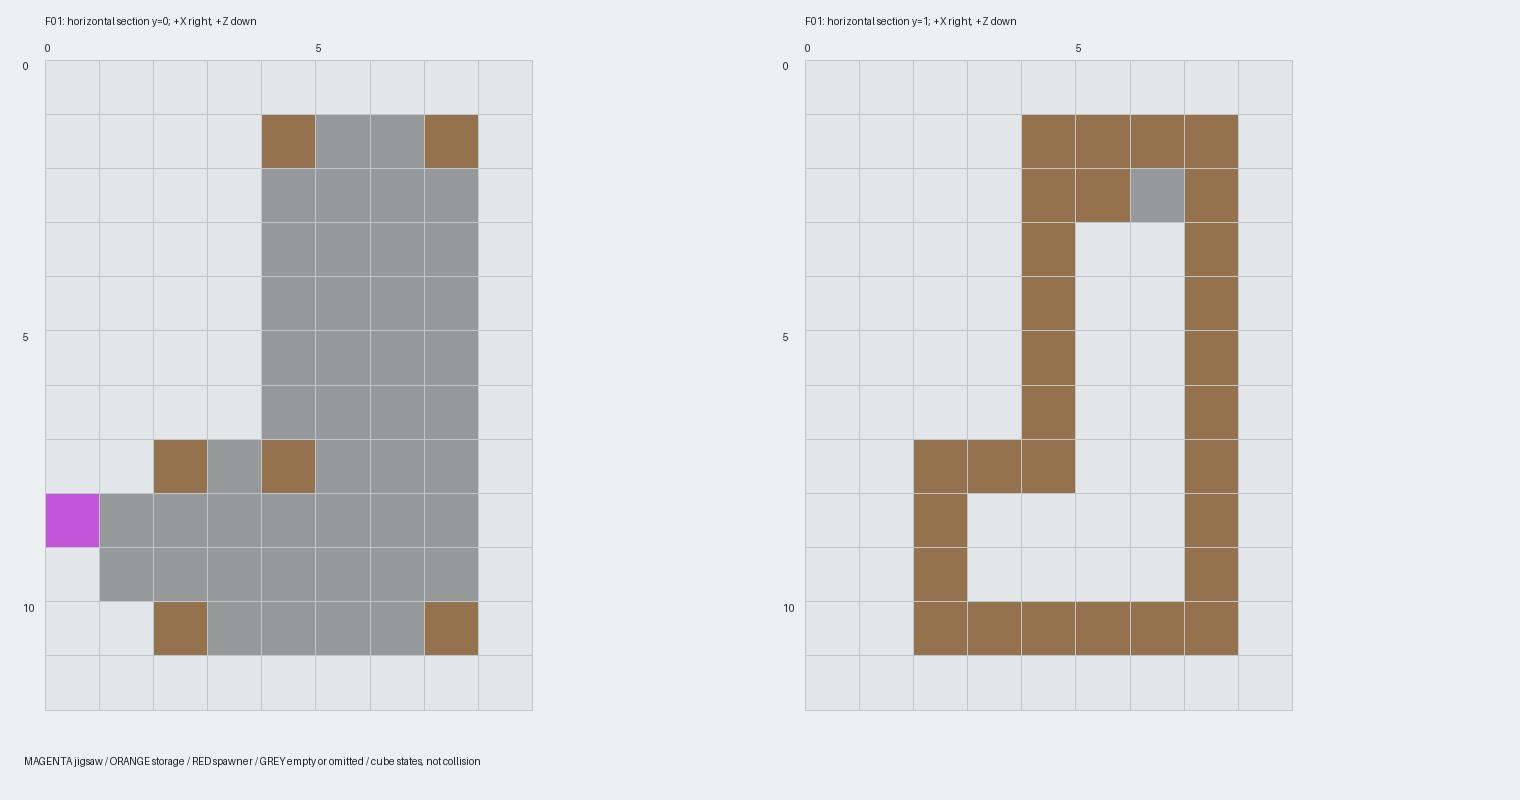 F01: horizontal section y=0; +X right, +Z down
F01: horizontal section y=1; +X right, +Z down
0 5
0 5
0
0
5
5
10
10
MAGENTA jigsaw / ORANGE storage / RED spawner / GREY empty or omitted / cube states, not collision